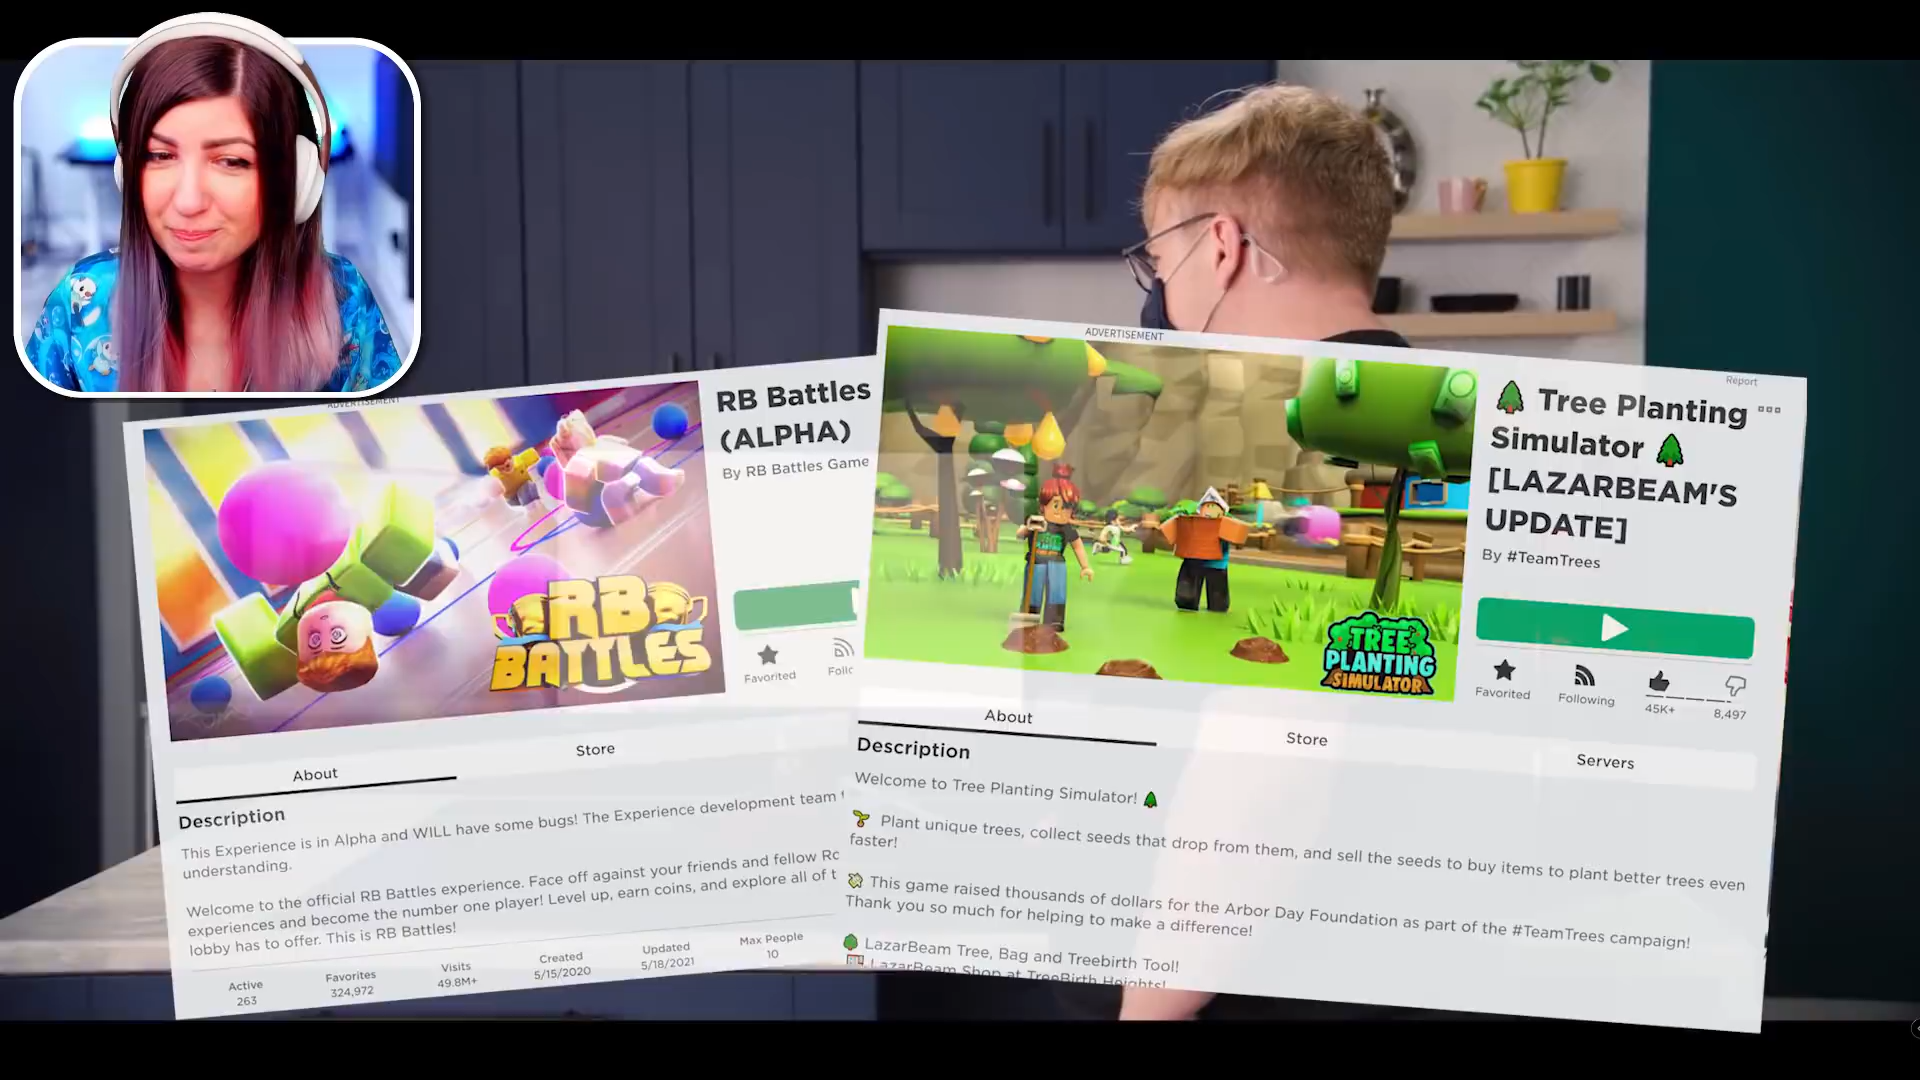 ADVERTISEMENT
RB Battles
(ALPHA)
By RB Battles Game
RB
BATTLES
Favorited
About
Store
Description
This Experience is in Alpha and WILL have some bugs! The Experience development team
understanding.
Welcome to the official RB Battles experience. Face off against your friends and fellow
experiences and become the number one player! Level up, earn coins, and explore all of
lobby has to offer. This is RB Battles!
Active
263
Favorites
324,972
Visits
49.8M+
Created
5/15/2020
Updated
5/18/2021
Max People
10
ADVERTISEMENT
Report
🌲 Tree Planting
Simulator 🌲
[LAZARBEAM'S
UPDATE]
By #TeamTrees
TREE
PLANTING
SIMULATOR
Favorited
Following
45K+
8,497
About
Store
Servers
Description
Welcome to Tree Planting Simulator! 🌲
🌱 Plant unique trees, collect seeds that drop from them, and sell the seeds to buy items to plant better trees even
faster!
💸 This game raised thousands of dollars for the Arbor Day Foundation as part of the #TeamTrees campaign!
Thank you so much for helping to make a difference!
🌳 LazarBeam Tree, Bag and Treebirth Tool!
🏪 LazarBeam Shop at TreeBirth Heights!